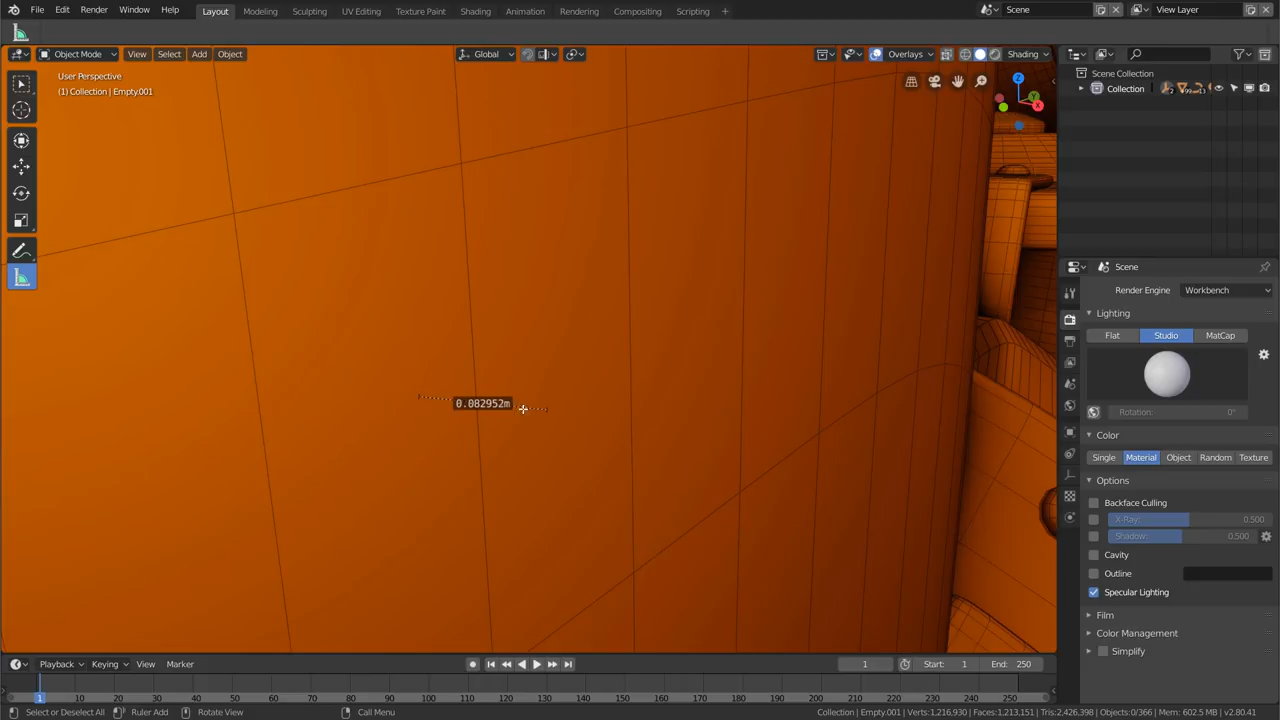 File Edit Render Window Help Layout Modeling Sculpting UV Editing Texture Paint Shading Animation Rendering Compositing Scripting + Scene View Layer
Object Mode View Select Add Object Global Overlays Shading
User Perspective
(1) Collection | Empty.001
Scene Collection
Collection
Scene
Render Engine Workbench
Lighting
Flat Studio MatCap
Rotation: 0°
Color
Single Material Object Random Texture
Options
Backface Culling
X-Ray: 0.500
Shadow: 0.500
Cavity
Outline
Specular Lighting
Film
Color Management
Simplify
0.082952m
Playback Keying View Marker 1 Start: 1 End: 250
1 10 20 30 40 50 60 70 80 90 100 110 120 130 140 150 160 170 180 190 200 210 220 230 240 250
Select or Deselect All Ruler Add Rotate View Call Menu Collection | Empty.001 | Verts:1,216,930 | Faces:1,213,151 | Tris:2,426,398 | Objects:0/366 | Mem: 602.5 MB | v2.80.41